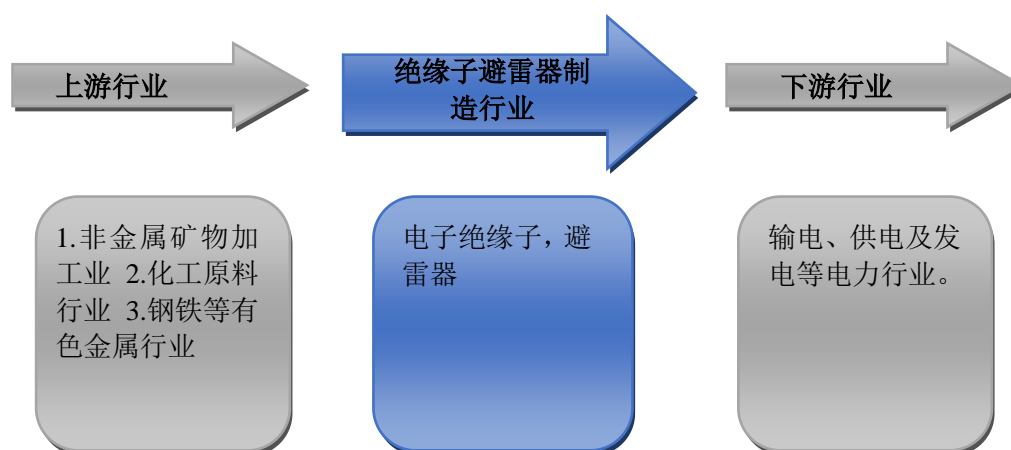 上游行业
绝缘子避雷器制
造行业
下游行业
1.非金属矿物加
工业 2.化工原料
行业 3.钢铁等有
色金属行业
电子绝缘子，避
雷器
输电、供电及发
电等电力行业。